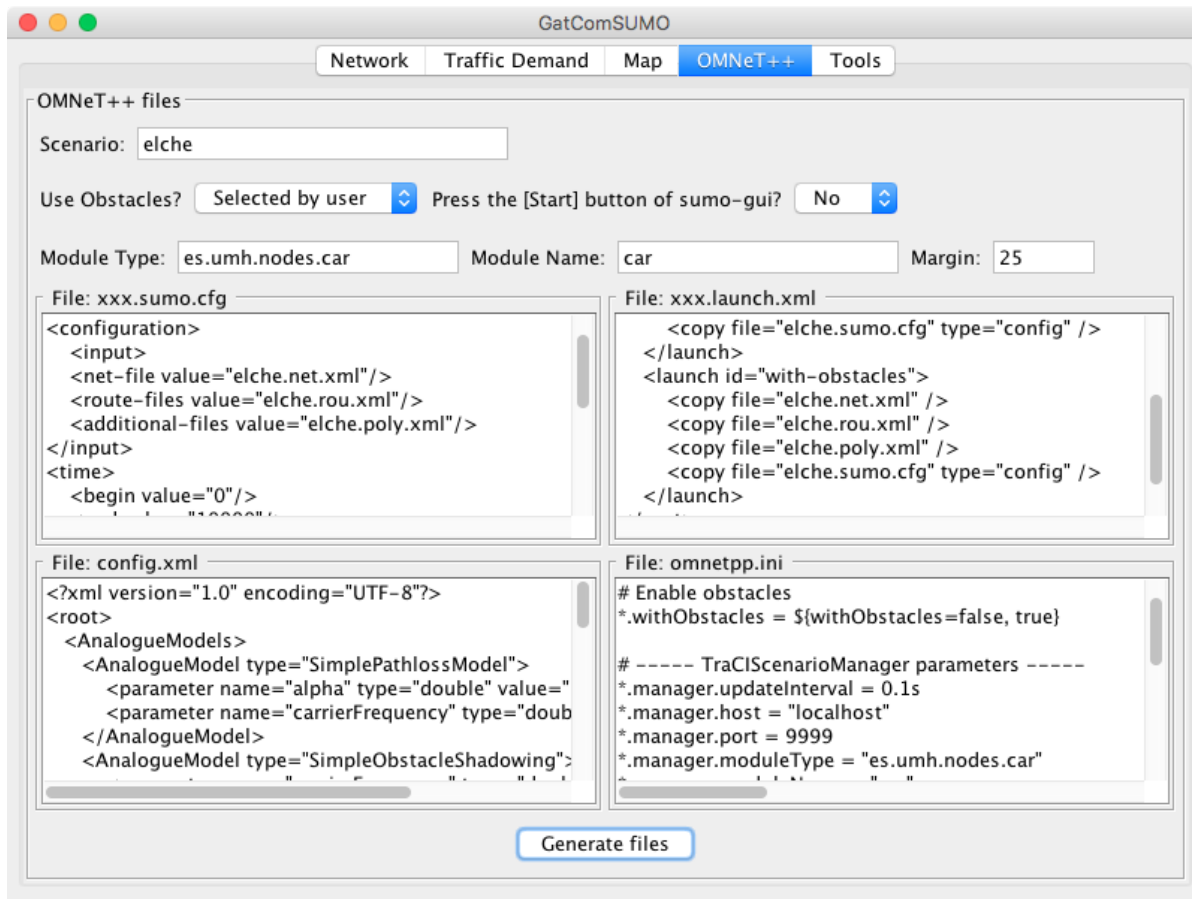 GatComSUMO
Network Traffic Demand Map OMNeT++ Tools
OMNeT++ files
Scenario: elche
Use Obstacles? Selected by user Press the [Start] button of sumo-gui? No
Module Type: es.umh.nodes.car Module Name: car Margin: 25
File: xxx.sumo.cfg
<configuration>
<input>
<net-file value="elche.net.xml"/>
<route-files value="elche.rou.xml"/>
<additional-files value="elche.poly.xml"/>
</input>
<time>
<begin value="0"/>
File: xxx.launch.xml
<copy file="elche.sumo.cfg" type="config" />
</launch>
<launch id="with-obstacles">
<copy file="elche.net.xml" />
<copy file="elche.rou.xml" />
<copy file="elche.poly.xml" />
<copy file="elche.sumo.cfg" type="config" />
</launch>
File: config.xml
<?xml version="1.0" encoding="UTF-8"?>
<root>
<AnalogueModels>
<AnalogueModel type="SimplePathlossModel">
<parameter name="alpha" type="double" value="
<parameter name="carrierFrequency" type="doub
</AnalogueModel>
<AnalogueModel type="SimpleObstacleShadowing">
File: omnetpp.ini
# Enable obstacles
*.withObstacles = ${withObstacles=false, true}
# ----- TraCIScenarioManager parameters -----
*.manager.updateInterval = 0.1s
*.manager.host = "localhost"
*.manager.port = 9999
*.manager.moduleType = "es.umh.nodes.car"
Generate files